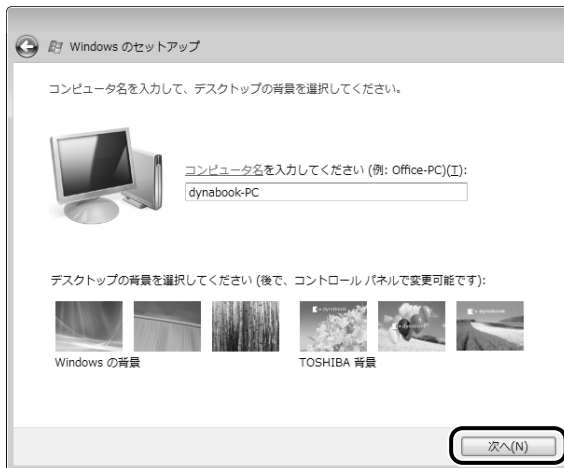 Windows のセットアップ
コンピュータ名を入力して、デスクトップの背景を選択してください。
コンピュータ名を入力してください (例: Office-PC)(T):
dynabook-PC
デスクトップの背景を選択してください (後で、コントロール パネルで変更可能です):
dynabook
dynabook
dynabook
Windows の背景
TOSHIBA 背景
次へ(N)